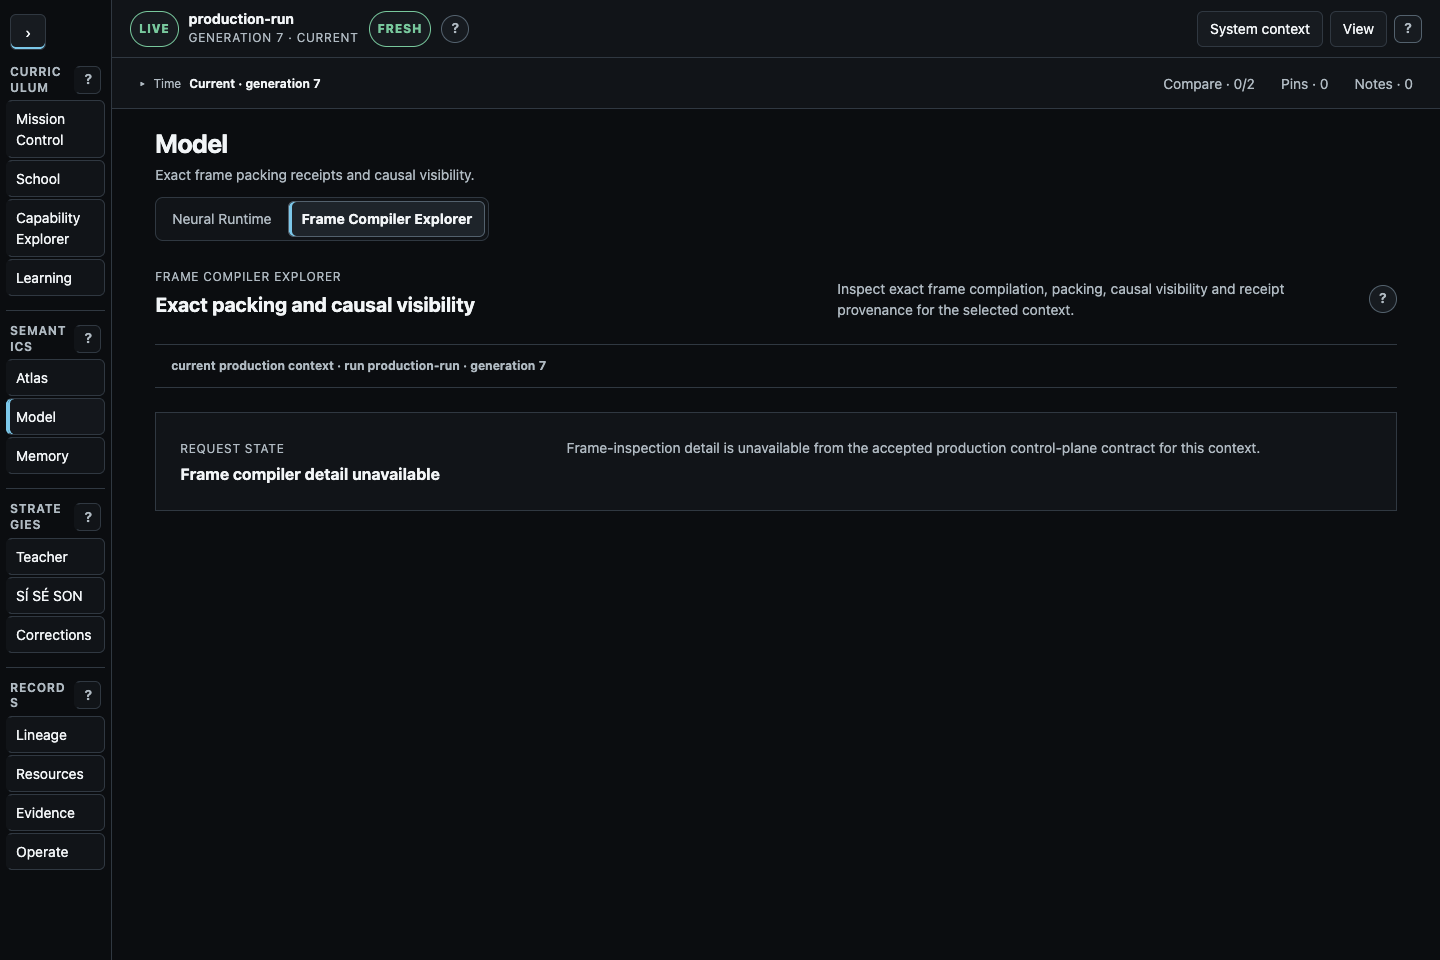 ›
CURRIC
ULUM
?
Mission
Control
School
Capability
Explorer
Learning
SEMANT
ICS
?
Atlas
Model
Memory
STRATE
GIES
?
Teacher
SÍ SÉ SON
Corrections
RECORD
S
?
Lineage
Resources
Evidence
Operate
LIVE
production-run
GENERATION 7 · CURRENT
FRESH
?
System context
View
?
▸ Time Current · generation 7
Compare · 0/2
Pins · 0
Notes · 0
Model
Exact frame packing receipts and causal visibility.
Neural Runtime
Frame Compiler Explorer
FRAME COMPILER EXPLORER
Exact packing and causal visibility
Inspect exact frame compilation, packing, causal visibility and receipt
provenance for the selected context.
?
current production context · run production-run · generation 7
REQUEST STATE
Frame compiler detail unavailable
Frame-inspection detail is unavailable from the accepted production control-plane contract for this context.